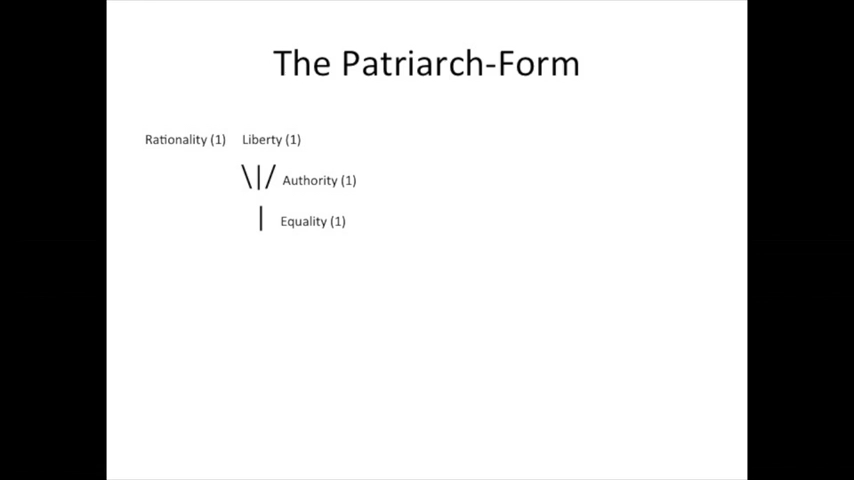 The Patriarch-Form
Rationality (1) Liberty (1)
\|/ Authority (1)
| Equality (1)